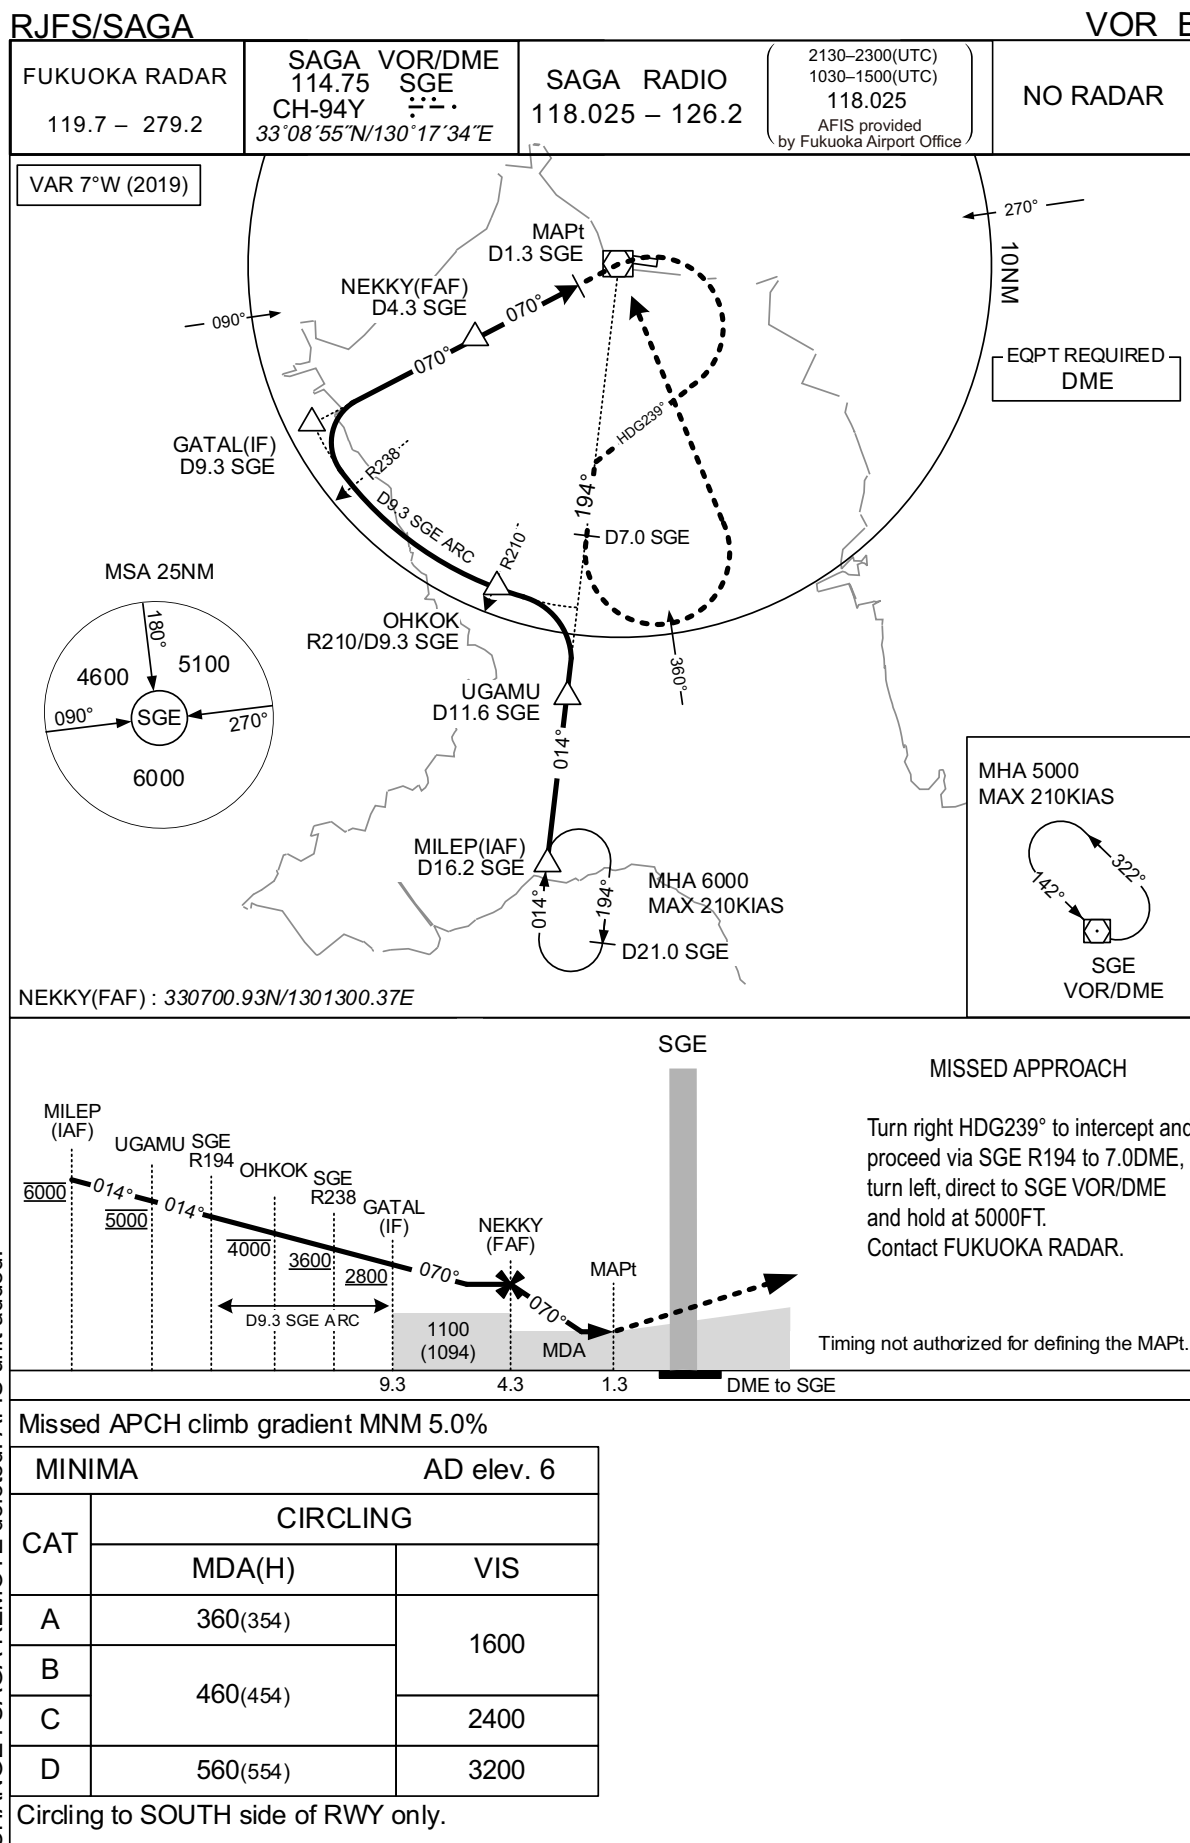 RJFS/SAGA
VOR E
FUKUOKA RADAR
119.7 – 279.2
SAGA VOR/DME
114.75 SGE
CH-94Y
33°08′55″N/130°17′34″E
SAGA RADIO
118.025 – 126.2
2130–2300(UTC)
1030–1500(UTC)
118.025
AFIS provided
by Fukuoka Airport Office
NO RADAR
VAR 7°W (2019)
270°
10NM
MAPt
D1.3 SGE
NEKKY(FAF)
D4.3 SGE
070°
090°
070°
EQPT REQUIRED
DME
HDG239°
GATAL(IF)
D9.3 SGE
R238
D9.3 SGE ARC
194°
R210
D7.0 SGE
MSA 25NM
180°
4600
5100
090°
SGE
270°
6000
OHKOK
R210/D9.3 SGE
360°
UGAMU
D11.6 SGE
014°
MILEP(IAF)
D16.2 SGE
014°
194°
MHA 6000
MAX 210KIAS
D21.0 SGE
MHA 5000
MAX 210KIAS
322°
142°
SGE
VOR/DME
NEKKY(FAF) : 330700.93N/1301300.37E
SGE
MISSED APPROACH
Turn right HDG239° to intercept and
proceed via SGE R194 to 7.0DME,
turn left, direct to SGE VOR/DME
and hold at 5000FT.
Contact FUKUOKA RADAR.
MILEP
(IAF)
UGAMU
SGE
R194
OHKOK
SGE
R238
GATAL
(IF)
NEKKY
(FAF)
MAPt
6000
014°
5000
014°
4000
3600
2800
070°
070°
D9.3 SGE ARC
1100
(1094)
MDA
Timing not authorized for defining the MAPt.
9.3
4.3
1.3
DME to SGE
Missed APCH climb gradient MNM 5.0%
MINIMA
AD elev. 6
CAT
CIRCLING
MDA(H)
VIS
A
360(354)
1600
B
460(454)
C
2400
D
560(554)
3200
Circling to SOUTH side of RWY only.